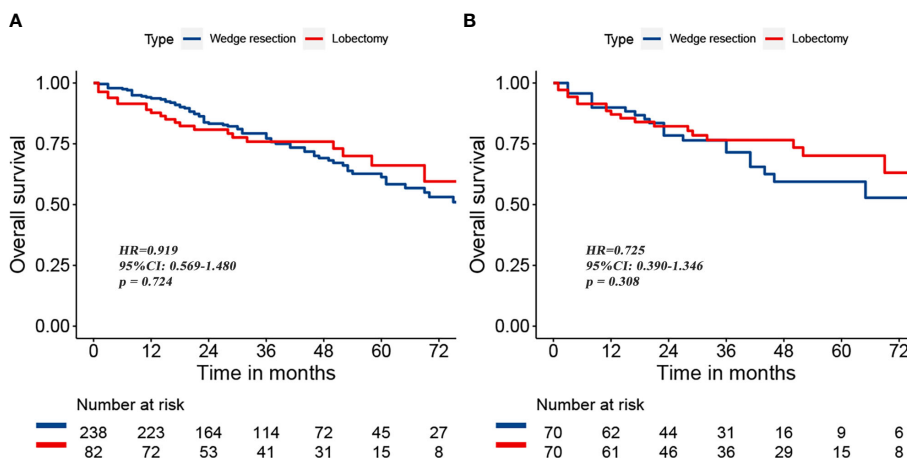 A
Type Wedge resection Lobectomy
1.00
0.75
0.50
0.25
0.00
Overall survival
HR=0.919
95%CI: 0.569-1.480
p = 0.724
0 12 24 36 48 60 72
Time in months
Number at risk
238 223 164 114 72 45 27
82 72 53 41 31 15 8
B
Type Wedge resection Lobectomy
1.00
0.75
0.50
0.25
0.00
Overall survival
HR=0.725
95%CI: 0.390-1.346
p = 0.308
0 12 24 36 48 60 72
Time in months
Number at risk
70 62 44 31 16 9 6
70 61 46 36 29 15 8